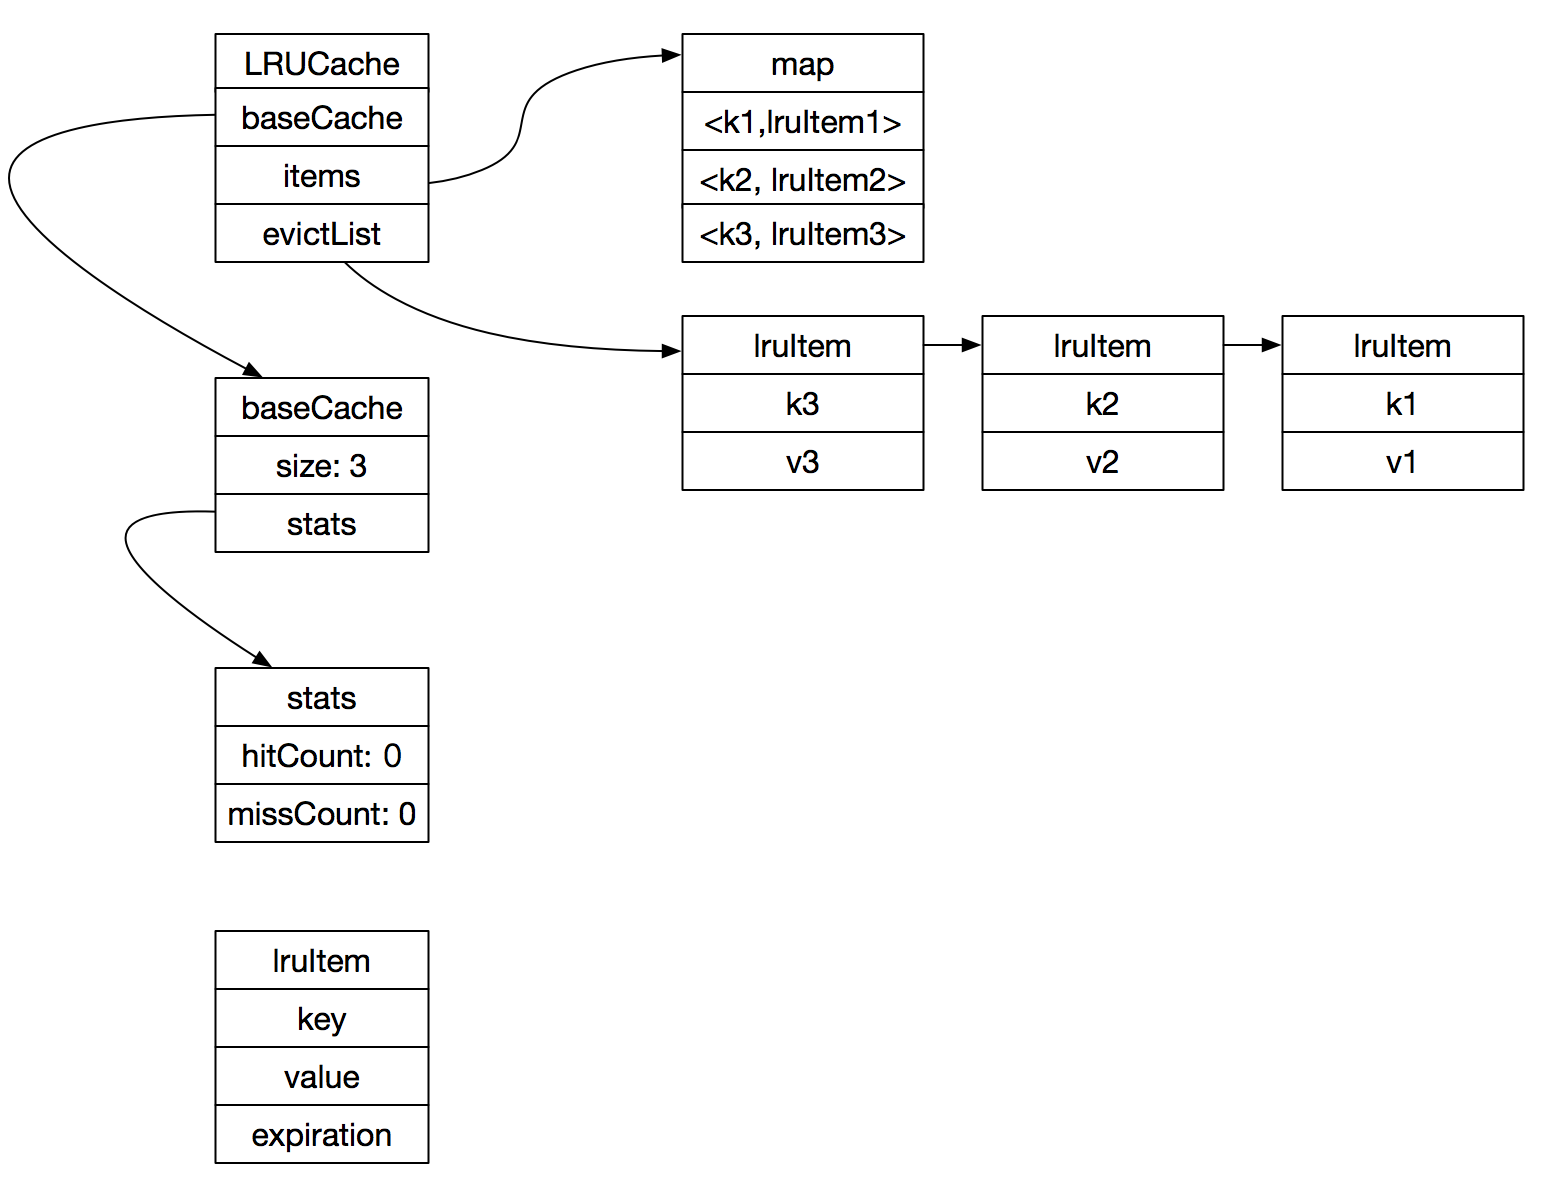 LRUCache
baseCache
items
evictList
map
<k1,lruItem1>
<k2, lruItem2>
<k3, lruItem3>
lruItem
k3
v3
lruItem
k2
v2
lruItem
k1
v1
baseCache
size: 3
stats
stats
hitCount: 0
missCount: 0
lruItem
key
value
expiration